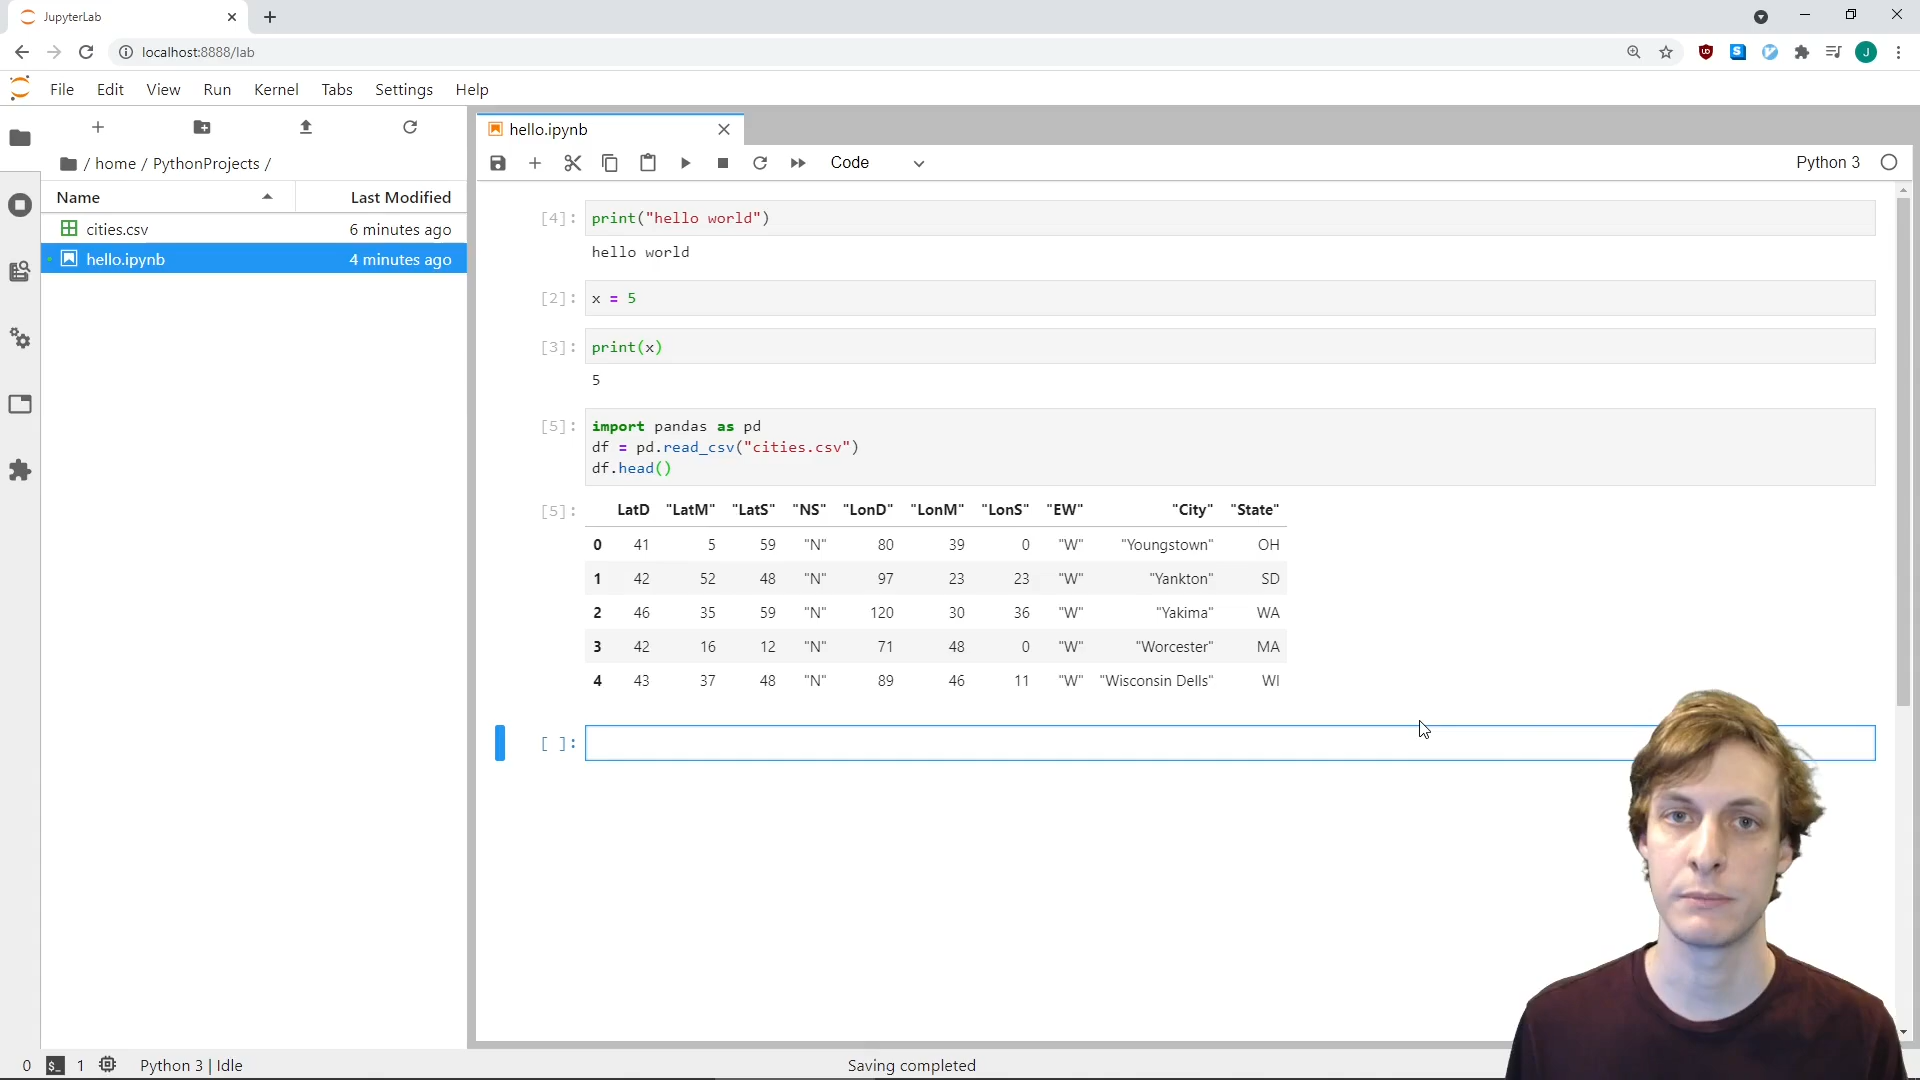 JupyterLab
localhost:8888/lab
J
File Edit View Run Kernel Tabs Settings Help
/ home / PythonProjects /
Name Last Modified
cities.csv 6 minutes ago
hello.ipynb 4 minutes ago
hello.ipynb
Code Python 3
[4]: print("hello world")
hello world
[2]: x = 5
[3]: print(x)
5
[5]: import pandas as pd
df = pd.read_csv("cities.csv")
df.head()
[5]: LatD "LatM" "LatS" "NS" "LonD" "LonM" "LonS" "EW" "City" "State"
0 41 5 59 "N" 80 39 0 "W" "Youngstown" OH
1 42 52 48 "N" 97 23 23 "W" "Yankton" SD
2 46 35 59 "N" 120 30 36 "W" "Yakima" WA
3 42 16 12 "N" 71 48 0 "W" "Worcester" MA
4 43 37 48 "N" 89 46 11 "W" "Wisconsin Dells" WI
[ ]:
0 $_ 1 Python 3 | Idle Saving completed